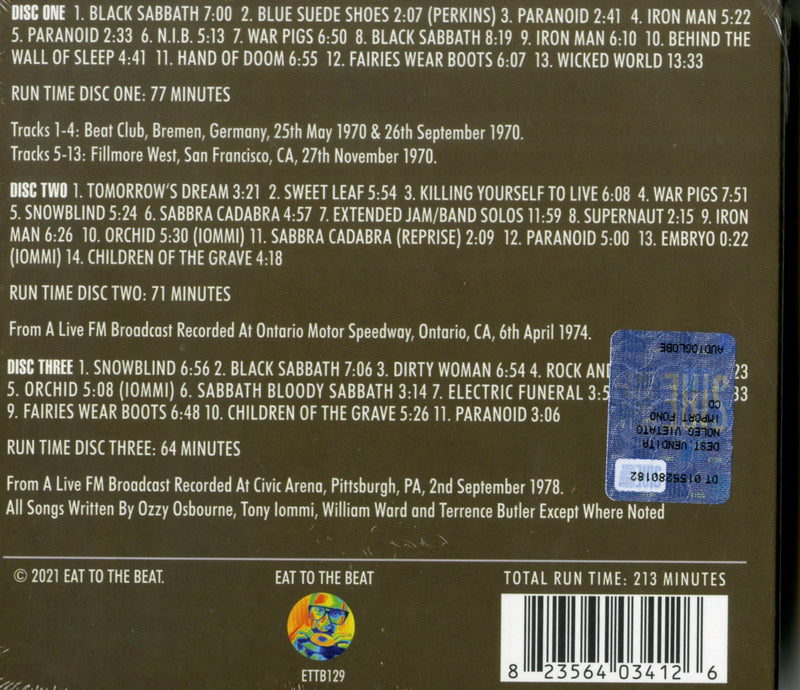 DISC ONE 1. BLACK SABBATH 7:00 2. BLUE SUEDE SHOES 2:07 (PERKINS) 3. PARANOID 2:41 4. IRON MAN 5:22
5. PARANOID 2:33 6. N.I.B. 5:13 7. WAR PIGS 6:50 8. BLACK SABBATH 8:19 9. IRON MAN 6:10 10. BEHIND THE
WALL OF SLEEP 4:41 11. HAND OF DOOM 6:55 12. FAIRIES WEAR BOOTS 6:07 13. WICKED WORLD 13:33
RUN TIME DISC ONE: 77 MINUTES
Tracks 1-4: Beat Club, Bremen, Germany, 25th May 1970 & 26th September 1970.
Tracks 5-13: Fillmore West, San Francisco, CA, 27th November 1970.
DISC TWO 1. TOMORROW'S DREAM 3:21 2. SWEET LEAF 5:54 3. KILLING YOURSELF TO LIVE 6:08 4. WAR PIGS 7:51
5. SNOWBLIND 5:24 6. SABBRA CADABRA 4:57 7. EXTENDED JAM/BAND SOLOS 11:59 8. SUPERNAUT 2:15 9. IRON
MAN 6:26 10. ORCHID 5:30 (IOMMI) 11. SABBRA CADABRA (REPRISE) 2:09 12. PARANOID 5:00 13. EMBRYO 0:22
(IOMMI) 14. CHILDREN OF THE GRAVE 4:18
RUN TIME DISC TWO: 71 MINUTES
From A Live FM Broadcast Recorded At Ontario Motor Speedway, Ontario, CA, 6th April 1974.
DISC THREE 1. SNOWBLIND 6:56 2. BLACK SABBATH 7:06 3. DIRTY WOMAN 6:54 4. ROCK AN 23
5. ORCHID 5:08 (IOMMI) 6. SABBATH BLOODY SABBATH 3:14 7. ELECTRIC FUNERAL 3:5 33
9. FAIRIES WEAR BOOTS 6:48 10. CHILDREN OF THE GRAVE 5:26 11. PARANOID 3:06
RUN TIME DISC THREE: 64 MINUTES
From A Live FM Broadcast Recorded At Civic Arena, Pittsburgh, PA, 2nd September 1978.
All Songs Written By Ozzy Osbourne, Tony Iommi, William Ward and Terrence Butler Except Where Noted
DT 01552280182
DEST. VENDITA
NOLEG VIETATO
IMPORT FONO
CD
AUDIOGLOBE
© 2021 EAT TO THE BEAT.
EAT TO THE BEAT
ETTB129
TOTAL RUN TIME: 213 MINUTES
8 23564 03412 6